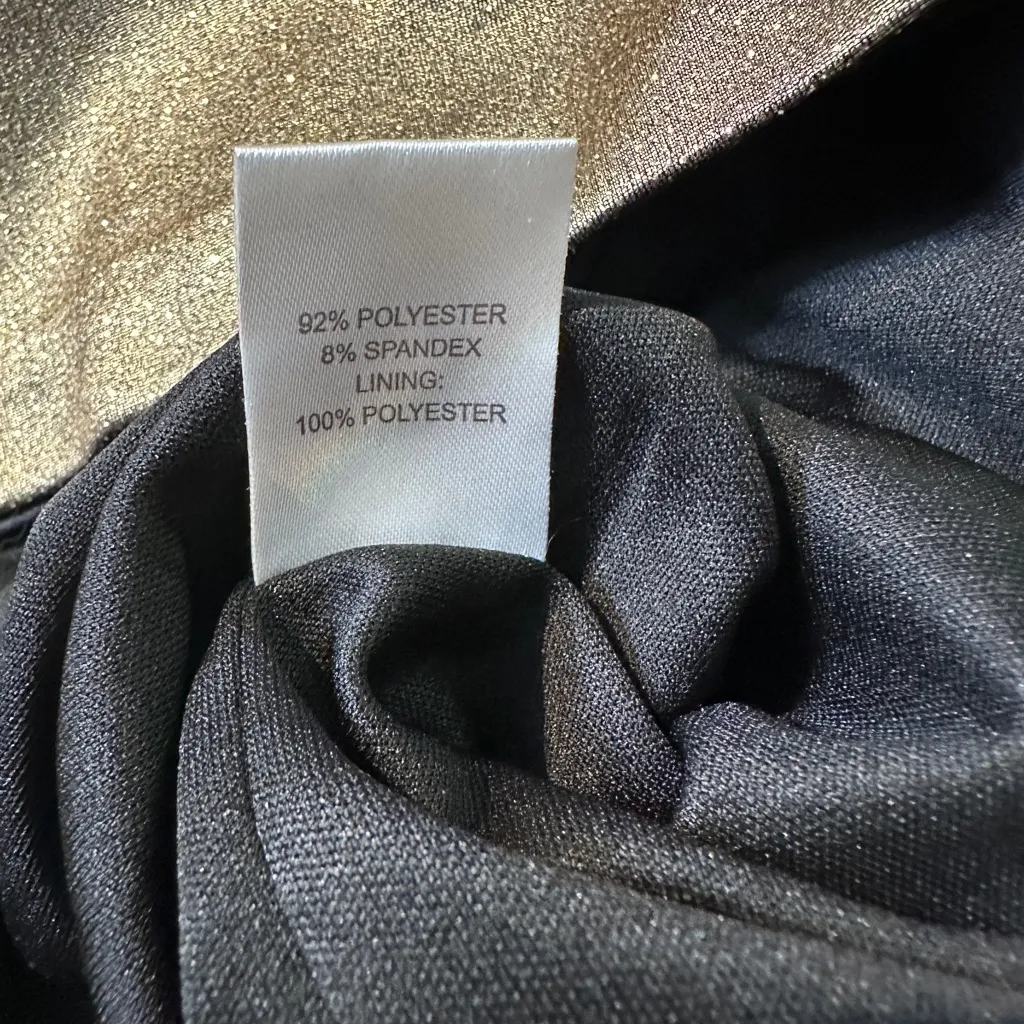 92% POLYESTER
8% SPANDEX
LINING:
100% POLYESTER